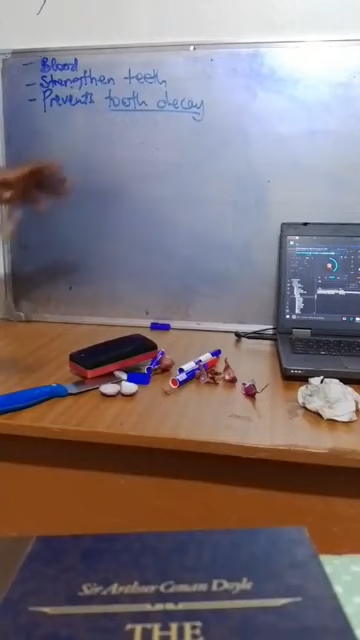 - Blood
- Strengthen teeth
- Prevents tooth decay
Sir Arthur Conan Doyle
THE